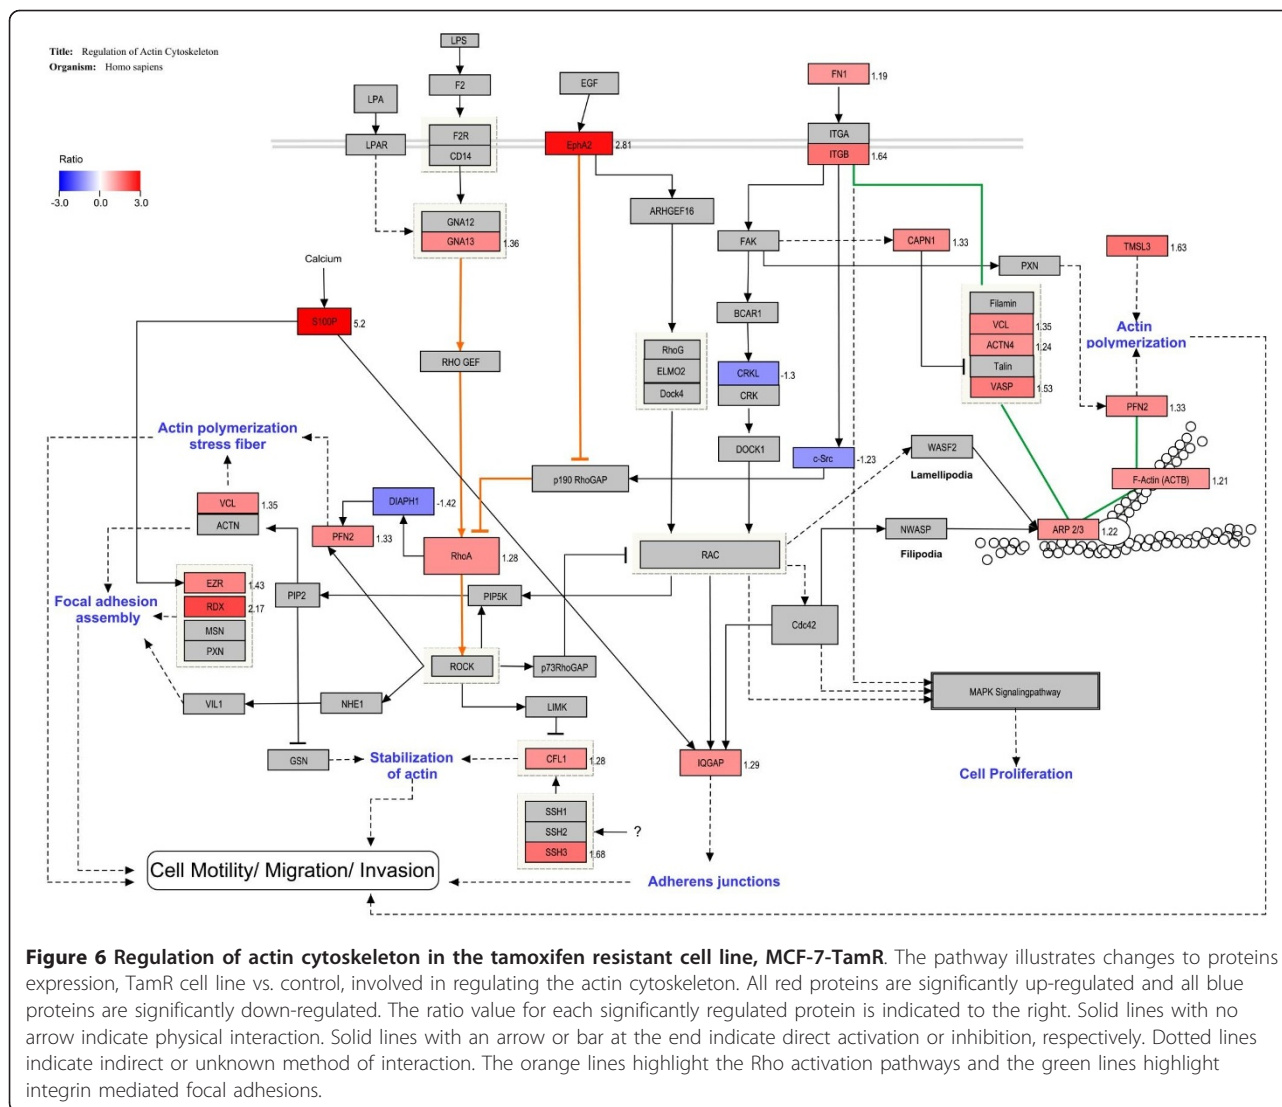 Title: Regulation of Actin Cytoskeleton
Organism: Homo sapiens
Ratio
-3.0 0.0 3.0
LPS
F2
LPA
LPAR
F2R
CD14
EGF
EphA2 2.81
FN1 1.19
ITGA
ITGB 1.64
GNA12
GNA13 1.36
ARHGEF16
FAK
CAPN1 1.33
PXN
TMSL3 1.63
Calcium
S100P 5.2
BCAR1
Filamin
VCL 1.35
ACTN4 1.24
Talin
VASP 1.53
Actin
polymerization
RHO GEF
RhoG
ELMO2
Dock4
CRKL -1.3
CRK
PFN2 1.33
Actin polymerization
stress fiber
DOCK1
c-Src -1.23
WASF2
Lamellipodia
p190 RhoGAP
F-Actin (ACTB) 1.21
VCL 1.35
ACTN
DIAPH1 -1.42
PFN2 1.33
RhoA 1.28
RAC
NWASP
Filipodia
ARP 2/3 1.22
EZR 1.43
RDX 2.17
MSN
PXN
Focal adhesion
assembly
PIP2
PIP5K
Cdc42
ROCK
p73RhoGAP
MAPK Signalingpathway
VIL1
NHE1
LIMK
GSN
Stabilization
of actin
CFL1 1.28
IQGAP 1.29
Cell Proliferation
SSH1
SSH2
SSH3 1.68
?
Cell Motility/ Migration/ Invasion
Adherens junctions
Figure 6 Regulation of actin cytoskeleton in the tamoxifen resistant cell line, MCF-7-TamR. The pathway illustrates changes to proteins
expression, TamR cell line vs. control, involved in regulating the actin cytoskeleton. All red proteins are significantly up-regulated and all blue
proteins are significantly down-regulated. The ratio value for each significantly regulated protein is indicated to the right. Solid lines with no
arrow indicate physical interaction. Solid lines with an arrow or bar at the end indicate direct activation or inhibition, respectively. Dotted lines
indicate indirect or unknown method of interaction. The orange lines highlight the Rho activation pathways and the green lines highlight
integrin mediated focal adhesions.